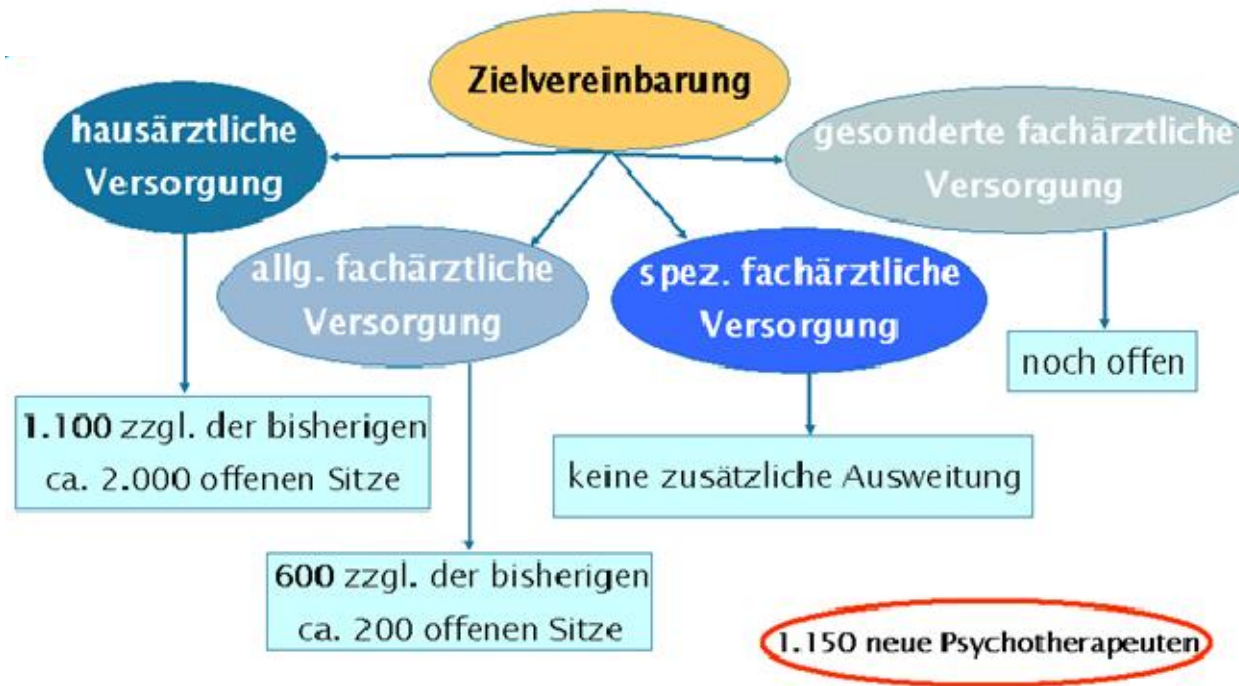 Zielvereinbarung
hausärztliche
Versorgung
gesonderte fachärztliche
Versorgung
allg. fachärztliche
Versorgung
spez. fachärztliche
Versorgung
noch offen
1.100 zzgl. der bisherigen
ca. 2.000 offenen Sitze
keine zusätzliche Ausweitung
600 zzgl. der bisherigen
ca. 200 offenen Sitze
1.150 neue Psychotherapeuten